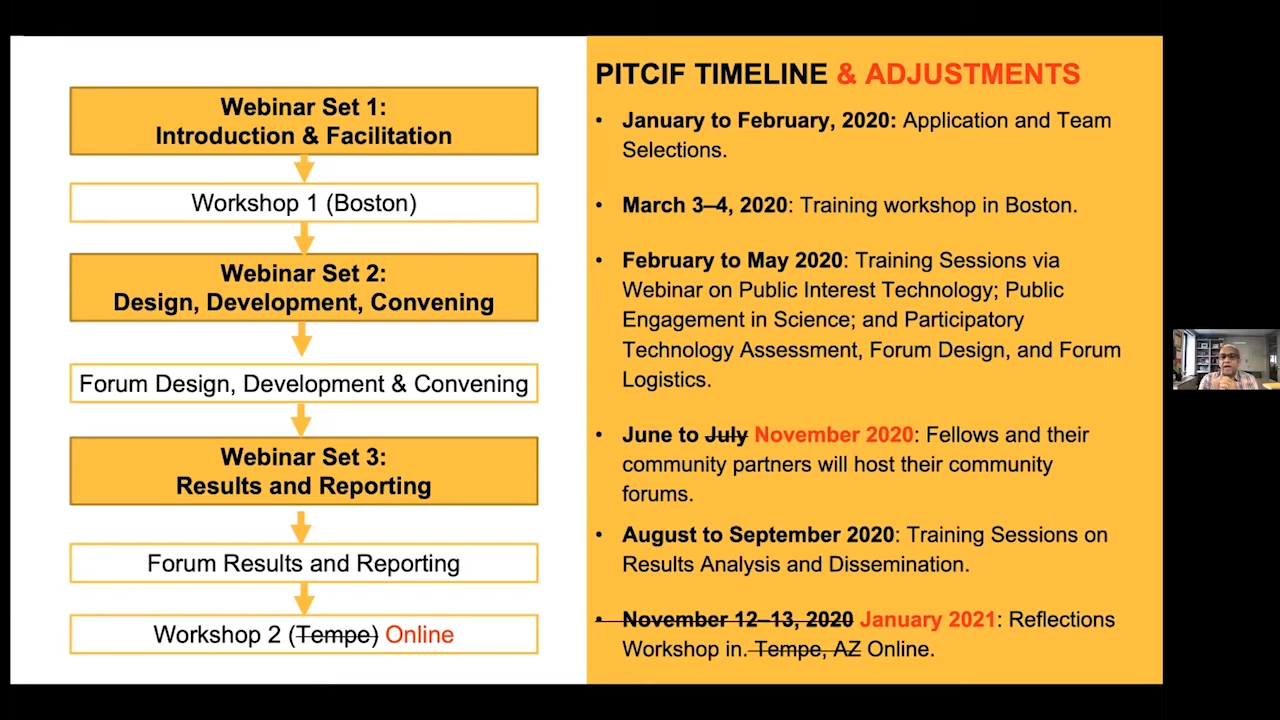 Webinar Set 1:
Introduction & Facilitation
Workshop 1 (Boston)
Webinar Set 2:
Design, Development, Convening
Forum Design, Development & Convening
Webinar Set 3:
Results and Reporting
Forum Results and Reporting
Workshop 2 (Tempe) Online
PITCIF TIMELINE & ADJUSTMENTS
• January to February, 2020: Application and Team
Selections.
• March 3–4, 2020: Training workshop in Boston.
• February to May 2020: Training Sessions via
Webinar on Public Interest Technology; Public
Engagement in Science; and Participatory
Technology Assessment, Forum Design, and Forum
Logistics.
• June to July November 2020: Fellows and their
community partners will host their community
forums.
• August to September 2020: Training Sessions on
Results Analysis and Dissemination.
• November 12–13, 2020 January 2021: Reflections
Workshop in. Tempe, AZ Online.